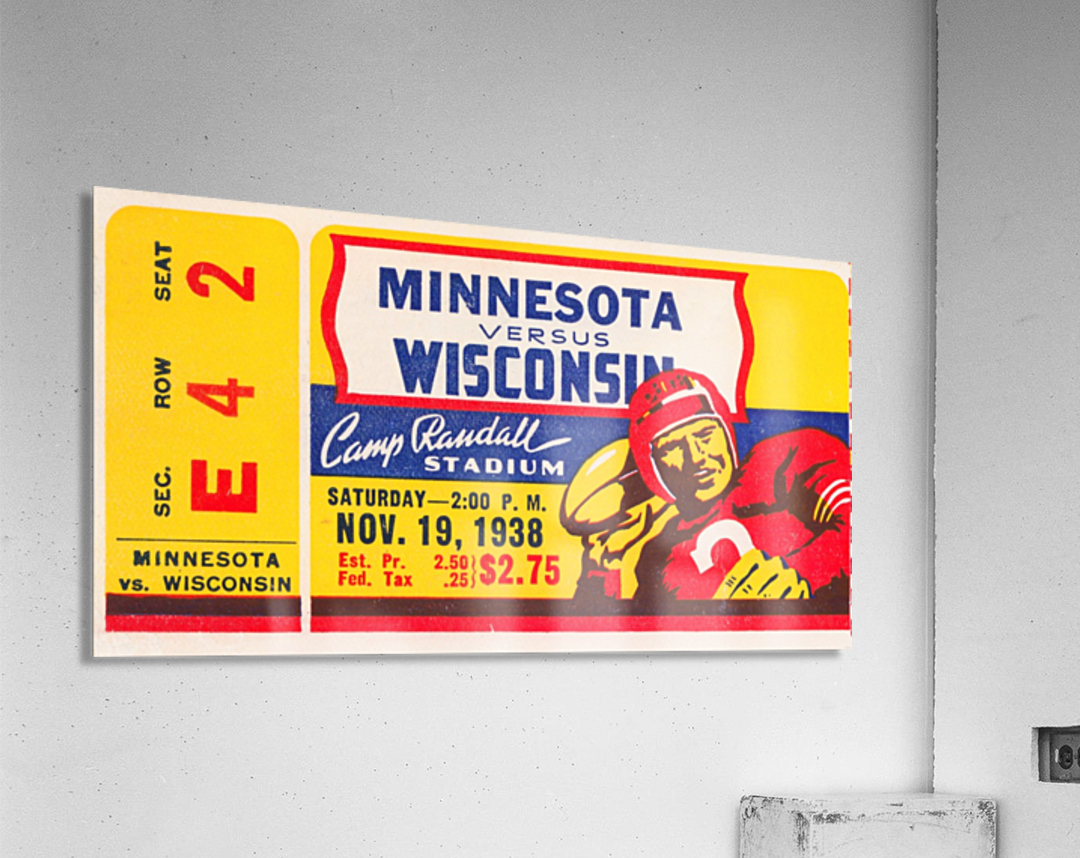 SEAT 2
ROW 4
SEC. E
MINNESOTA
vs. WISCONSIN
MINNESOTA
VERSUS
WISCONSIN
Camp Randall
STADIUM
SATURDAY—2:00 P. M.
NOV. 19, 1938
Est. Pr. 2.50
Fed. Tax .25
$2.75
2